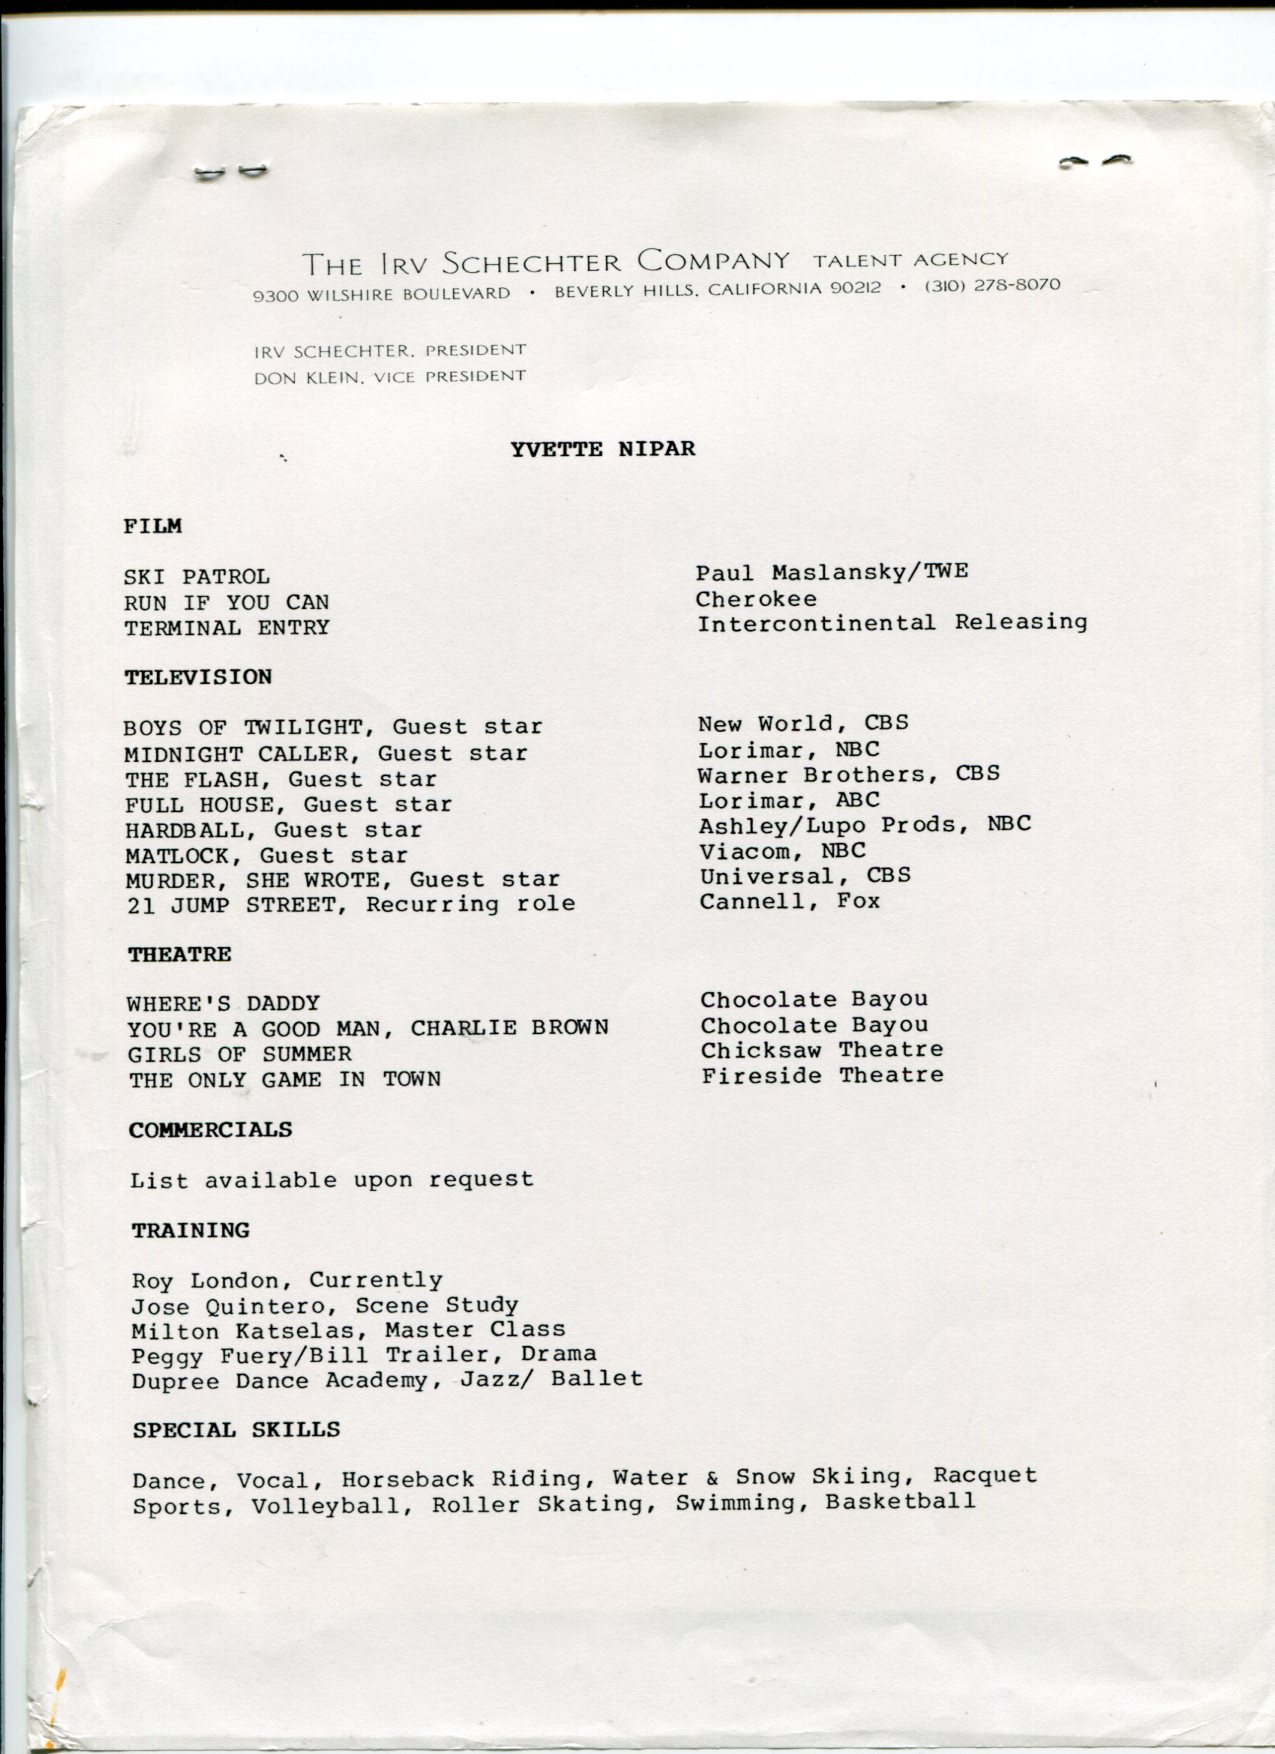 THE IRV SCHECHTER COMPANY TALENT AGENCY
9300 WILSHIRE BOULEVARD • BEVERLY HILLS, CALIFORNIA 90212 • (310) 278-8070
IRV SCHECHTER, PRESIDENT
DON KLEIN, VICE PRESIDENT
YVETTE NIPAR
FILM
SKI PATROL Paul Maslansky/TWE
RUN IF YOU CAN Cherokee
TERMINAL ENTRY Intercontinental Releasing
TELEVISION
BOYS OF TWILIGHT, Guest star New World, CBS
MIDNIGHT CALLER, Guest star Lorimar, NBC
THE FLASH, Guest star Warner Brothers, CBS
FULL HOUSE, Guest star Lorimar, ABC
HARDBALL, Guest star Ashley/Lupo Prods, NBC
MATLOCK, Guest star Viacom, NBC
MURDER, SHE WROTE, Guest star Universal, CBS
21 JUMP STREET, Recurring role Cannell, Fox
THEATRE
WHERE'S DADDY Chocolate Bayou
YOU'RE A GOOD MAN, CHARLIE BROWN Chocolate Bayou
GIRLS OF SUMMER Chicksaw Theatre
THE ONLY GAME IN TOWN Fireside Theatre
COMMERCIALS
List available upon request
TRAINING
Roy London, Currently
Jose Quintero, Scene Study
Milton Katselas, Master Class
Peggy Fuery/Bill Trailer, Drama
Dupree Dance Academy, Jazz/ Ballet
SPECIAL SKILLS
Dance, Vocal, Horseback Riding, Water & Snow Skiing, Racquet
Sports, Volleyball, Roller Skating, Swimming, Basketball